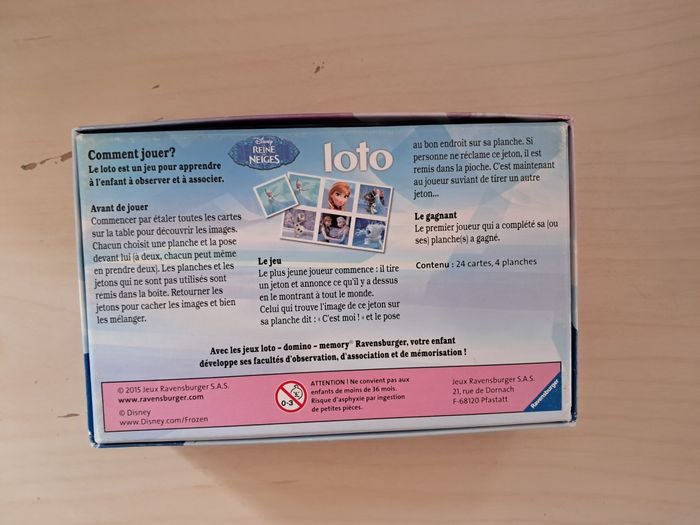 Comment jouer?
Le loto est un jeu pour apprendre
à l'enfant à observer et à associer.
Avant de jouer
Commencer par étaler toutes les cartes
sur la table pour découvrir les images.
Chacun choisit une planche et la pose
devant lui (à deux, chacun peut même
en prendre deux). Les planches et les
jetons qui ne sont pas utilisés sont
remis dans la boîte. Retourner les
jetons pour cacher les images et bien
les mélanger.
Disney
REINE
NEIGES
loto
Le jeu
Le plus jeune joueur commence : il tire
un jeton et annonce ce qu'il y a dessus
en le montrant à tout le monde.
Celui qui trouve l'image de ce jeton sur
sa planche dit : « C'est moi ! » et le pose
au bon endroit sur sa planche. Si
personne ne réclame ce jeton, il est
remis dans la pioche. C'est maintenant
au joueur suivant de tirer un autre
jeton...
Le gagnant
Le premier joueur qui a complété sa (ou
ses) planche(s) a gagné.
Contenu : 24 cartes, 4 planches
Avec les jeux loto - domino - memory® Ravensburger, votre enfant
développe ses facultés d'observation, d'association et de mémorisation !
© 2015 Jeux Ravensburger S.A.S.
www.ravensburger.com
© Disney
www.Disney.com/Frozen
0-3
ATTENTION ! Ne convient pas aux
enfants de moins de 36 mois.
Risque d'asphyxie par ingestion
de petites pièces.
Jeux Ravensburger S.A.S.
21, rue de Dornach
F-68120 Pfastatt
Ravensburger